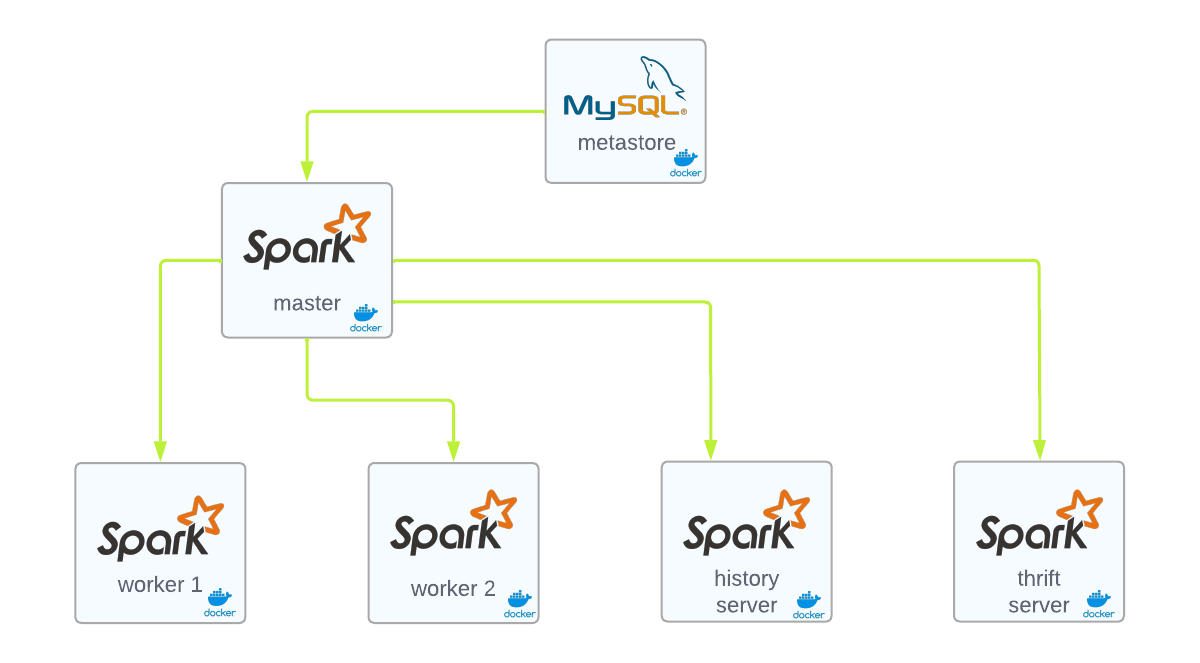 MySQL®
metastore
docker
Spark
master
docker
Spark
worker 1
docker
Spark
worker 2
docker
Spark
history
server
docker
Spark
thrift
server
docker